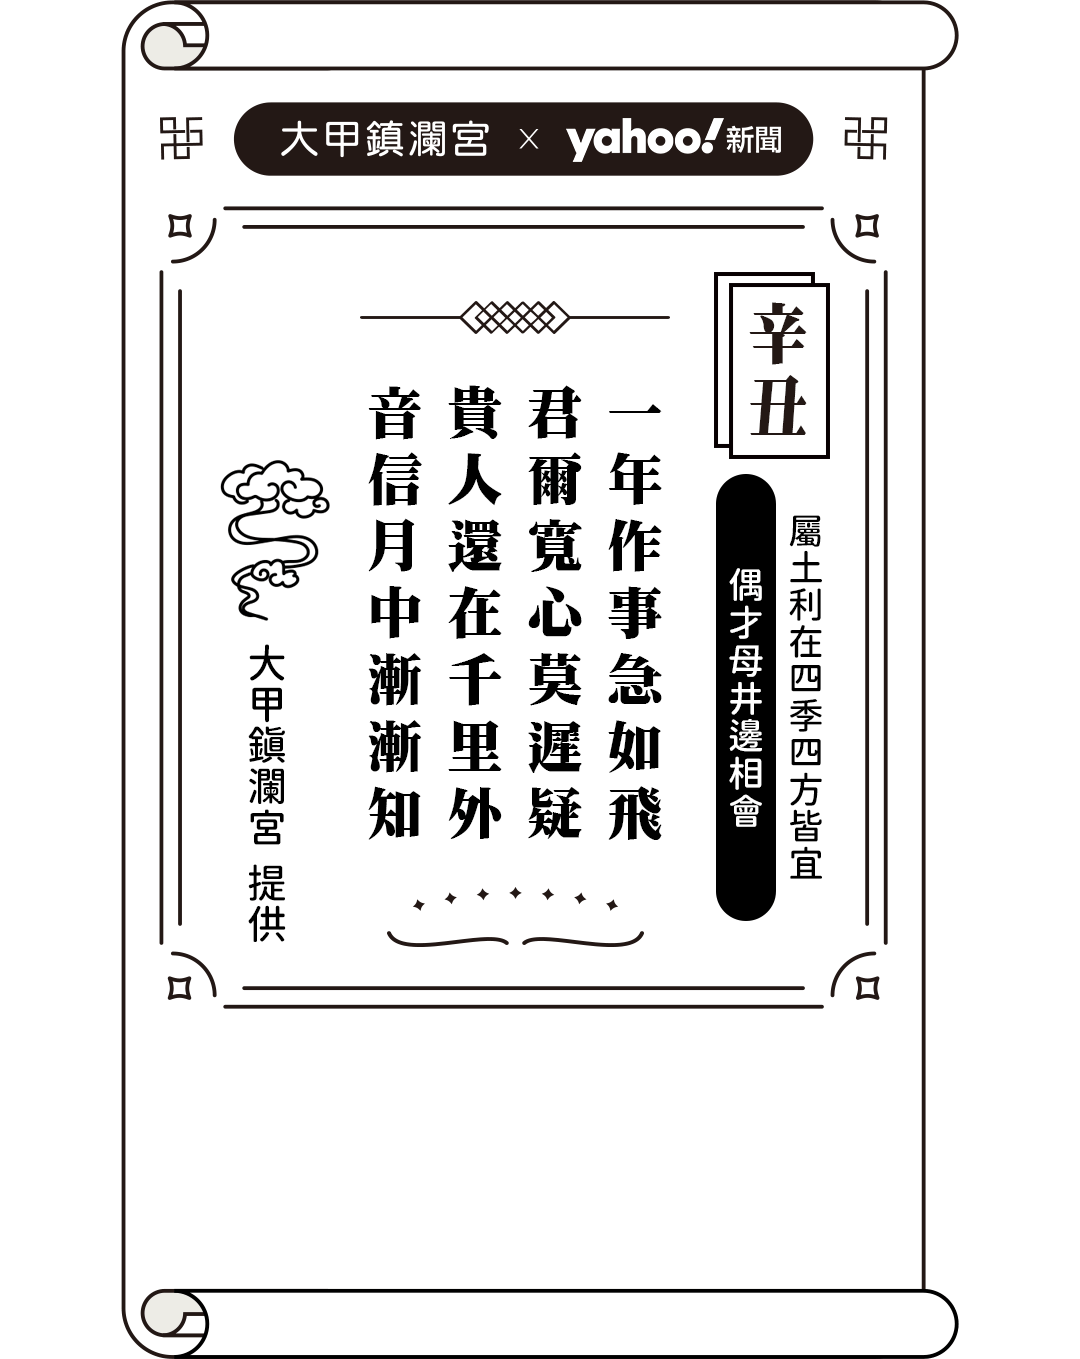 大甲鎮瀾宮 × yahoo!新聞
辛丑
屬土利在四季四方皆宜
偶才母井邊相會
一年作事急如飛
君爾寬心莫遲疑
貴人還在千里外
音信月中漸漸知
大甲鎮瀾宮 提供